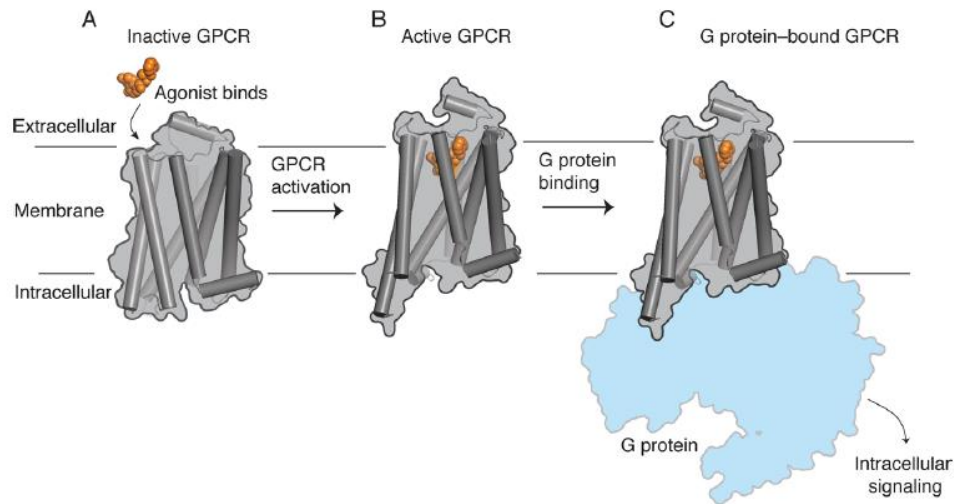 A
Inactive GPCR
Agonist binds
B
Active GPCR
C
G protein–bound GPCR
Extracellular
GPCR
activation
G protein
binding
Membrane
Intracellular
G protein
Intracellular
signaling